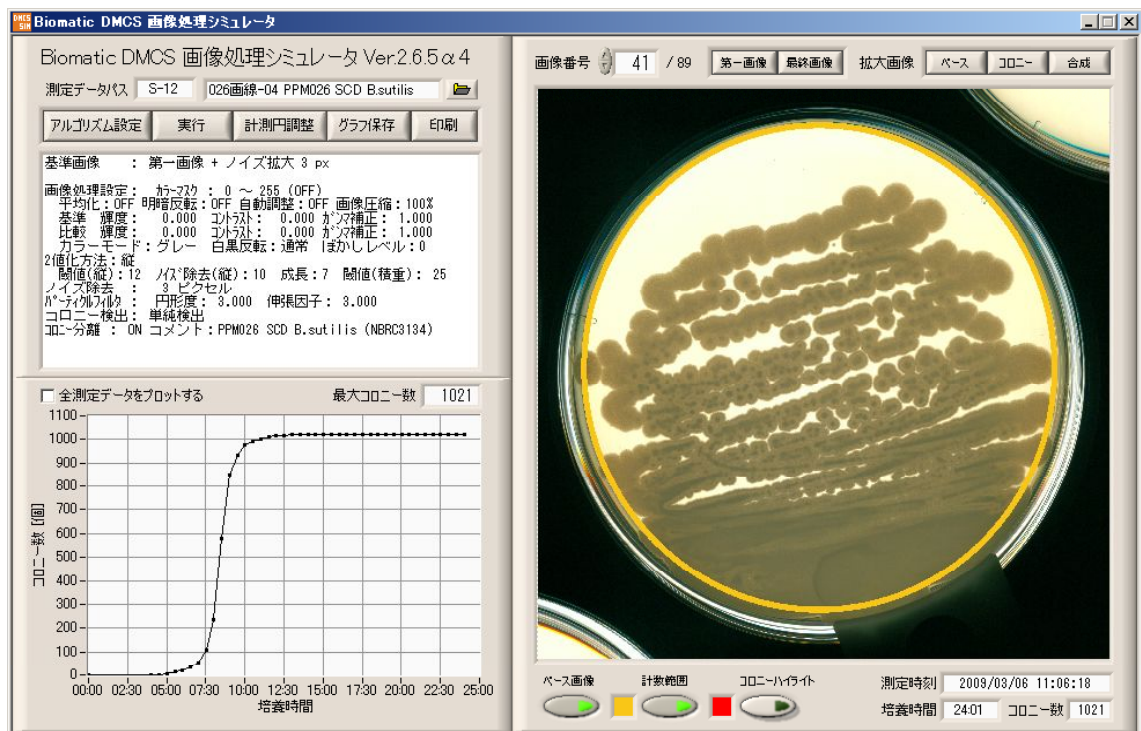 Biomatic DMCS 画像処理シミュレータ
Biomatic DMCS 画像処理シミュレータ Ver.2.6.5α4
測定データパス S-12 026画線-04 PPM026 SCD B.sutilis
アルゴリズム設定 実行 計測円調整 グラフ保存 印刷
基準画像 : 第一画像 + ノイズ拡大 3 px
画像処理設定: カラーマスク : 0 ~ 255 (OFF)
平均化:OFF 明暗反転:OFF 自動調整:OFF 画像圧縮:100%
基準 輝度: 0.000 コントラスト: 0.000 ガンマ補正: 1.000
比較 輝度: 0.000 コントラスト: 0.000 ガンマ補正: 1.000
カラーモード:グレー 白黒反転:通常 ぼかしレベル:0
2値化方法:縦
閾値(縦):12 ノイズ除去(縦):10 成長:7 閾値(積重): 25
ノイズ除去 : 3 ピクセル
パーティクルフィルタ : 円形度: 3.000 伸張因子: 3.000
コロニー検出: 単純検出
コロニー分離 : ON コメント:PPM026 SCD B.sutilis (NBRC3134)
全測定データをプロットする 最大コロニー数 1021
コロニー数 [個]
1100
1000
900
800
700
600
500
400
300
200
100
0
00:00 02:30 05:00 07:30 10:00 12:30 15:00 17:30 20:00 22:30 25:00
培養時間
画像番号 41 / 89 第一画像 最終画像 拡大画像 ベース コロニー 合成
ベース画像 計数範囲 コロニーハイライト
測定時刻 2009/03/06 11:06:18
培養時間 24:01 コロニー数 1021